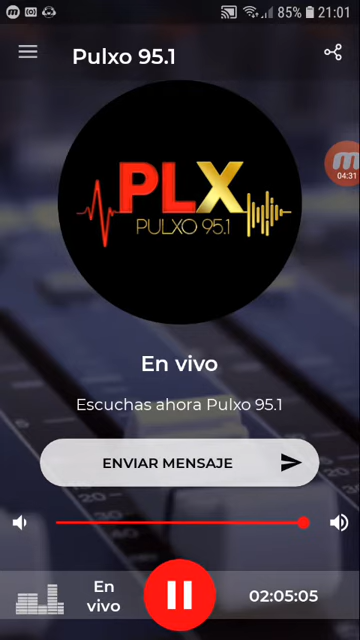 85% 21:01
Pulxo 95.1
04:31
PLX
PULXO 95.1
En vivo
Escuchas ahora Pulxo 95.1
ENVIAR MENSAJE
En vivo
02:05:05